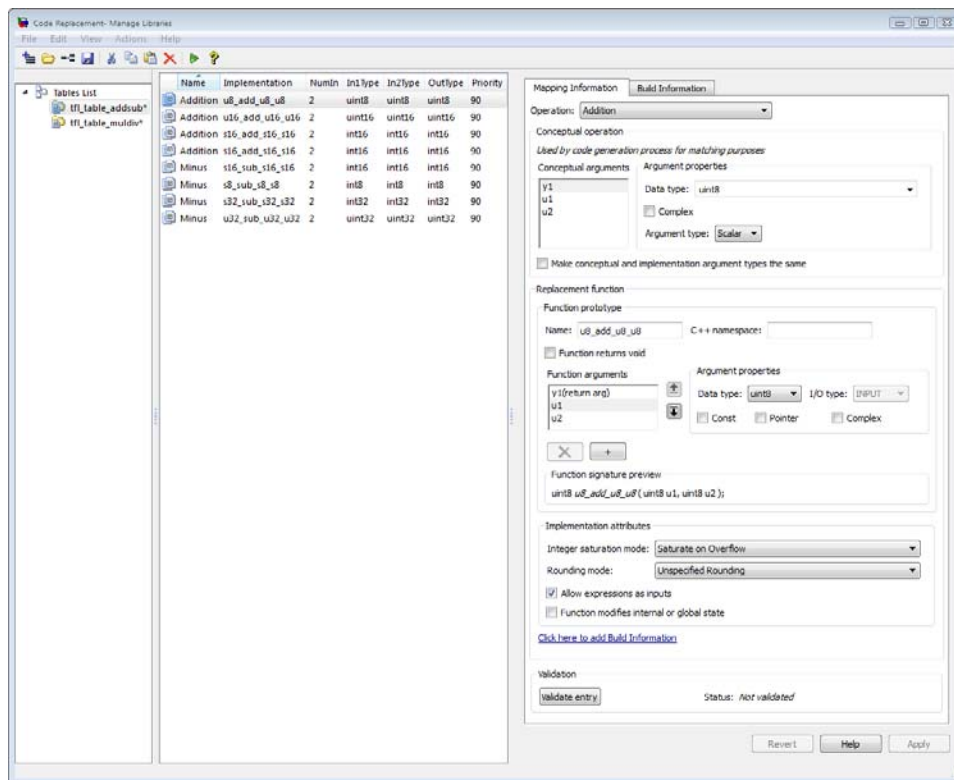 Code Replacement- Manage Libraries
File Edit View Actions Help
Tables List
tfl_table_addsub*
tfl_table_muldiv*
Name Implementation NumIn In1Type In2Type OutType Priority
Addition u8_add_u8_u8 2 uint8 uint8 uint8 90
Addition u16_add_u16_u16 2 uint16 uint16 uint16 90
Addition s16_add_s16_s16 2 int16 int16 int16 90
Addition s16_add_s16_s16 2 int16 int16 int16 90
Minus s16_sub_s16_s16 2 int16 int16 int16 90
Minus s8_sub_s8_s8 2 int8 int8 int8 90
Minus s32_sub_s32_s32 2 int32 int32 int32 90
Minus u32_sub_u32_u32 2 uint32 uint32 uint32 90
Mapping Information Build Information
Operation: Addition
Conceptual operation
Used by code generation process for matching purposes
Conceptual arguments Argument properties
y1
u1
u2
Data type: uint8
Complex
Argument type: Scalar
Make conceptual and implementation argument types the same
Replacement function
Function prototype
Name: u8_add_u8_u8 C++ namespace:
Function returns void
Function arguments Argument properties
y1(return arg)
u1
u2
Data type: uint8 I/O type: INPUT
Const Pointer Complex
+
Function signature preview
uint8 u8_add_u8_u8 ( uint8 u1, uint8 u2 );
Implementation attributes
Integer saturation mode: Saturate on Overflow
Rounding mode: Unspecified Rounding
Allow expressions as inputs
Function modifies internal or global state
Click here to add Build Information
Validation
Validate entry Status: Not validated
Revert Help Apply